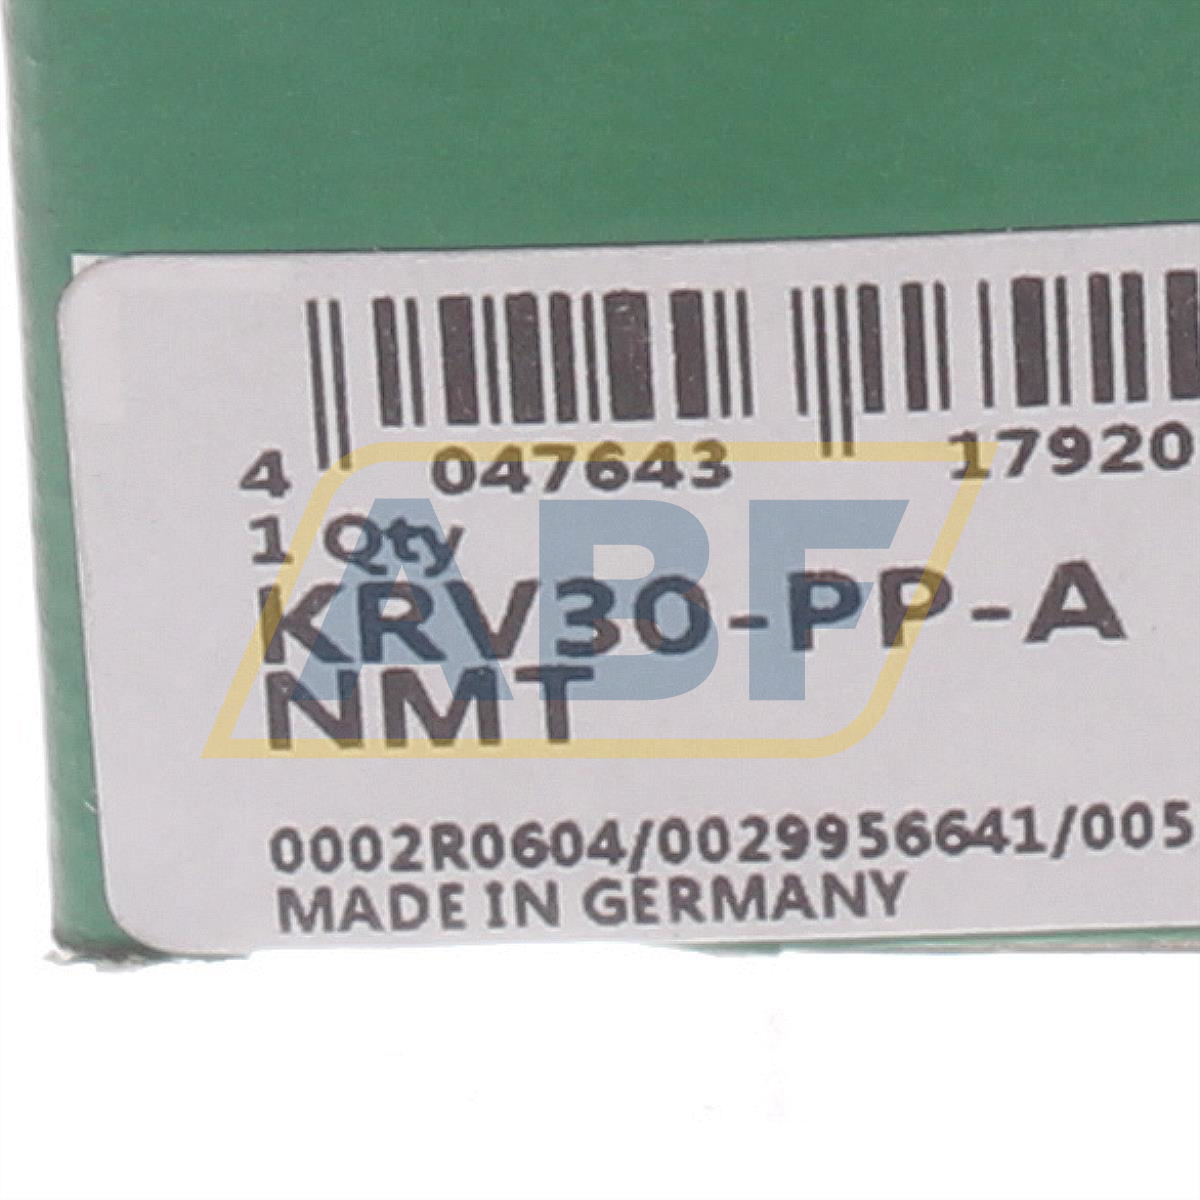 4 047643 17920
1 Qty
KRV30-PP-A
NMT
0002R0604/0029956641/005
MADE IN GERMANY
ABF